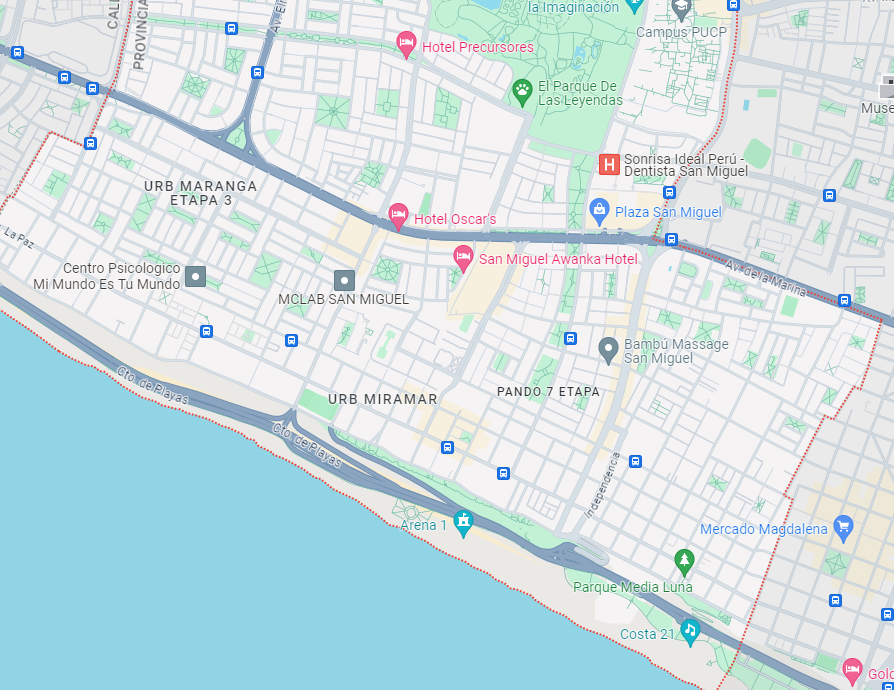 la Imaginación
Campus PUCP
CALL
PROVINCIA
Hotel Precursores
El Parque De
Las Leyendas
Muse
H
Sonrisa Ideal Perú -
Dentista San Miguel
URB MARANGA
ETAPA 3
Hotel Oscar's
Plaza San Miguel
La Paz
San Miguel Awanka Hotel
Centro Psicologico
Mi Mundo Es Tu Mundo
MCLAB SAN MIGUEL
Av. de la Marina
Bambú Massage
San Miguel
Cto. de Playas
URB MIRAMAR
PANDO 7 ETAPA
Cto. de Playas
Independencia
Arena 1
Mercado Magdalena
Parque Media Luna
Costa 21
Gold